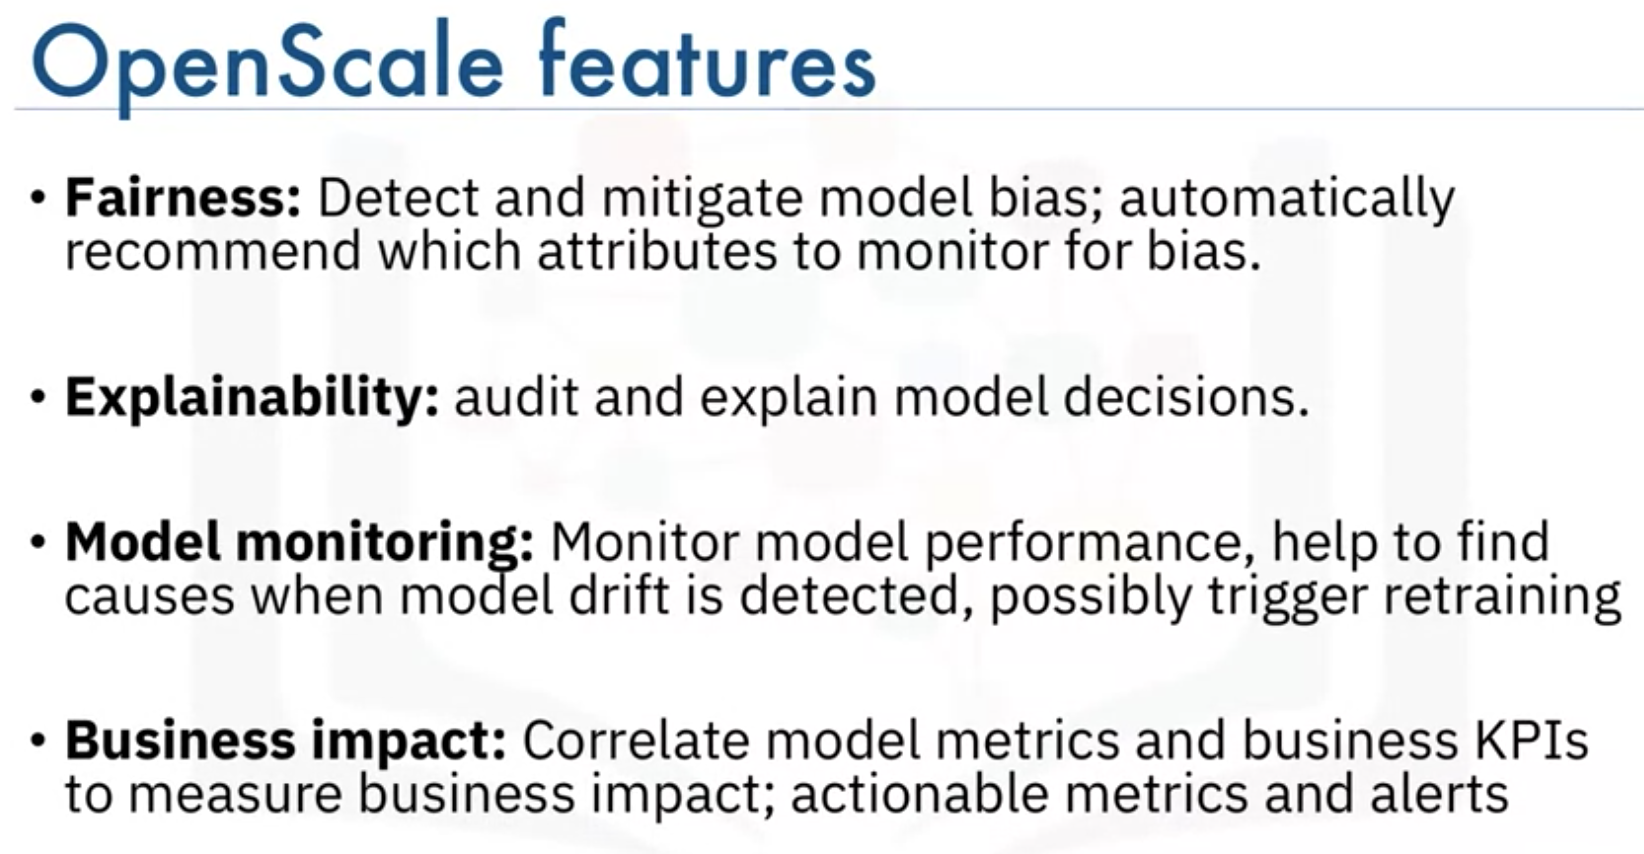 OpenScale features
• Fairness: Detect and mitigate model bias; automatically
recommend which attributes to monitor for bias.
• Explainability: audit and explain model decisions.
• Model monitoring: Monitor model performance, help to find
causes when model drift is detected, possibly trigger retraining
• Business impact: Correlate model metrics and business KPIs
to measure business impact; actionable metrics and alerts